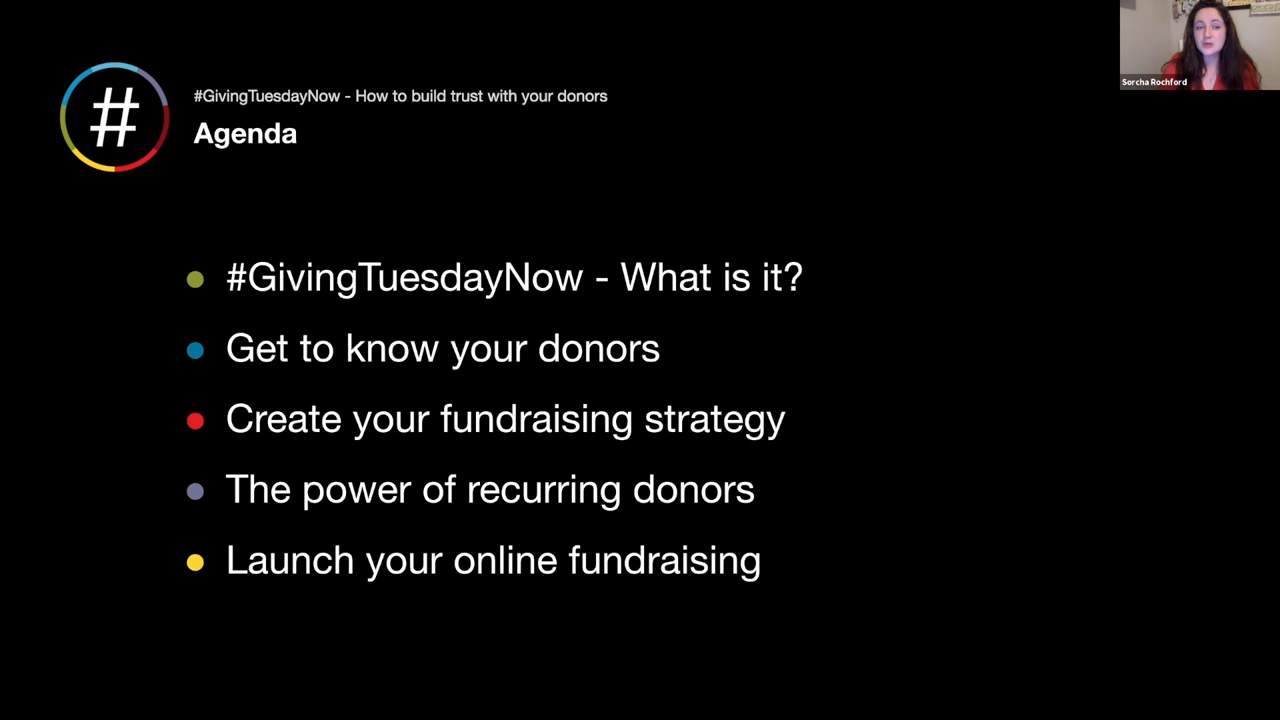 #
#GivingTuesdayNow - How to build trust with your donors
Agenda
Sorcha Rochford
#GivingTuesdayNow - What is it?
Get to know your donors
Create your fundraising strategy
The power of recurring donors
Launch your online fundraising